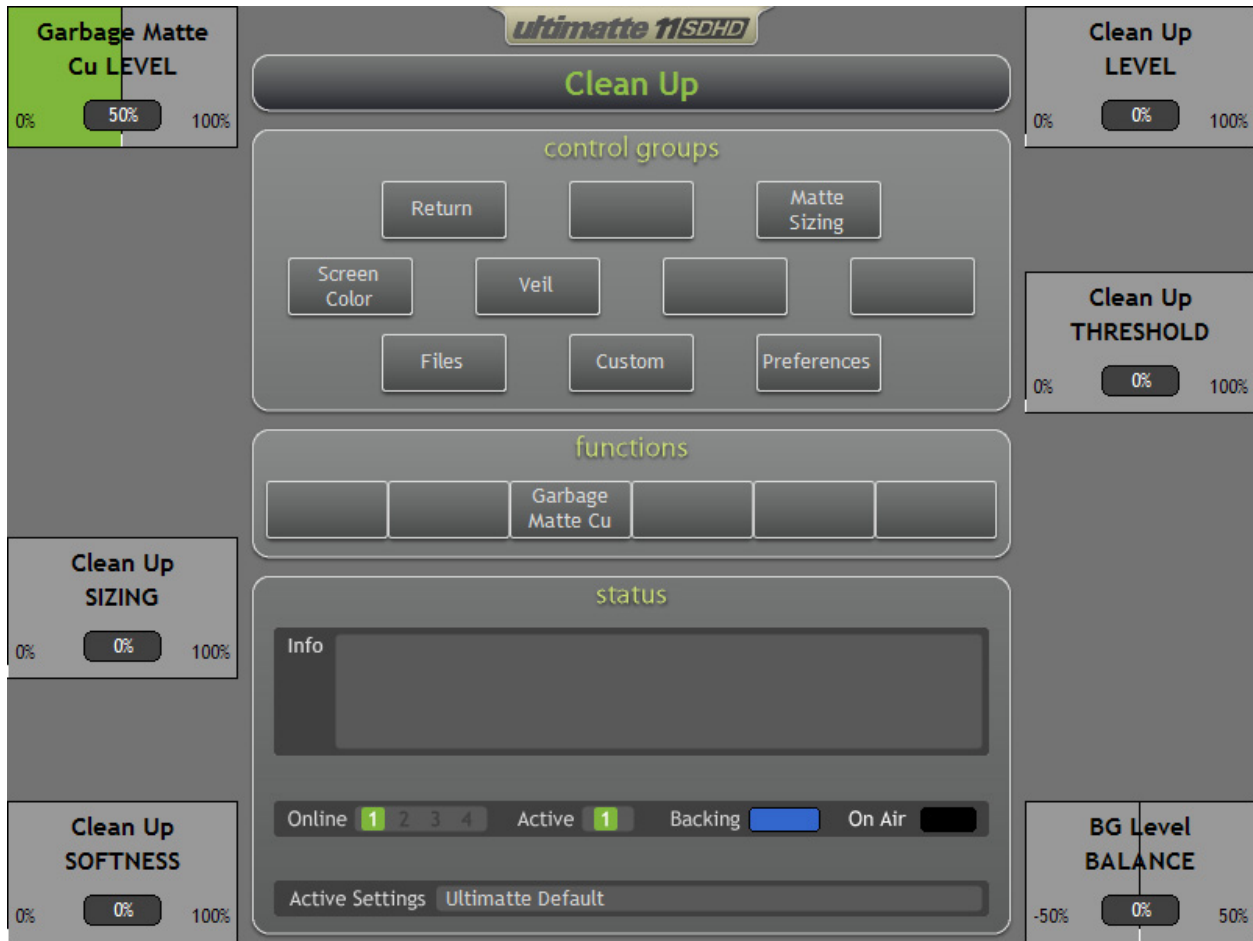 Garbage Matte
Cu LEVEL
0% 50% 100%
Clean Up
SIZING
0% 0% 100%
Clean Up
SOFTNESS
0% 0% 100%
ultimatte 11 SDHD
Clean Up
control groups
Return
Matte
Sizing
Screen
Color
Veil
Files
Custom
Preferences
functions
Garbage
Matte Cu
status
Info
Online 1 2 3 4 Active 1 Backing On Air
Active Settings Ultimatte Default
Clean Up
LEVEL
0% 0% 100%
Clean Up
THRESHOLD
0% 0% 100%
BG Level
BALANCE
-50% 0% 50%